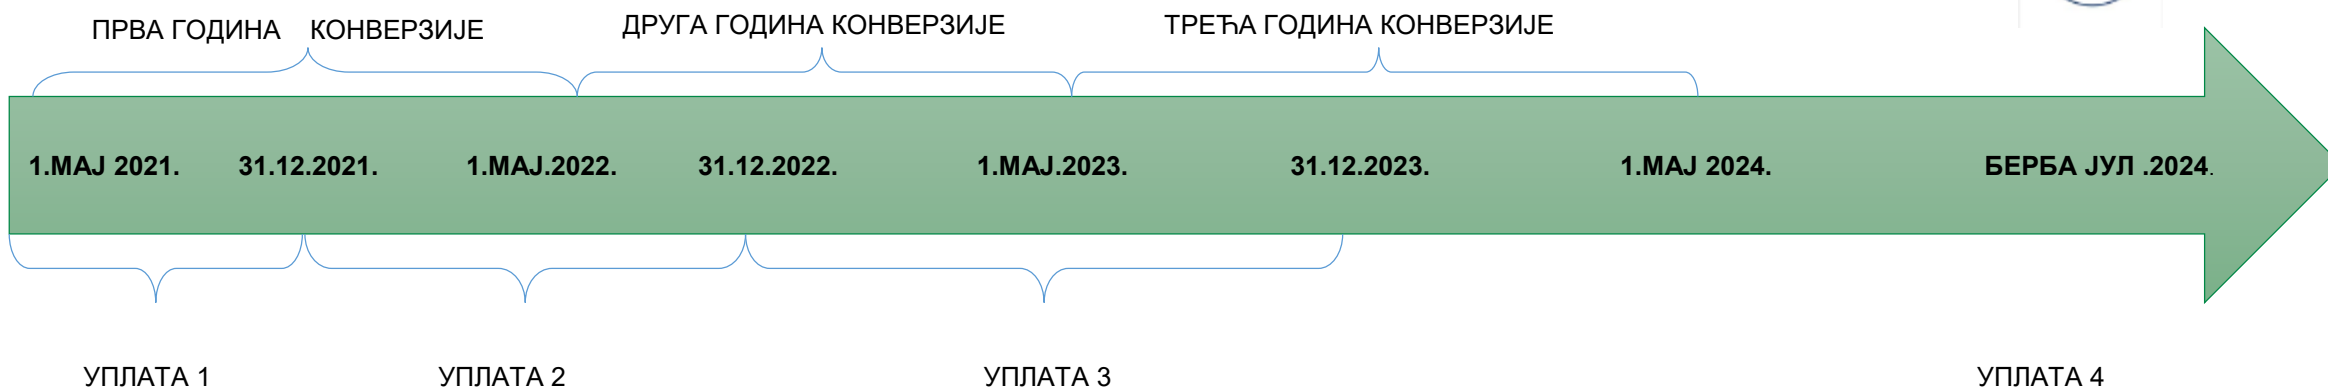 ПРВА ГОДИНА КОНВЕРЗИЈЕ
ДРУГА ГОДИНА КОНВЕРЗИЈЕ
ТРЕЋА ГОДИНА КОНВЕРЗИЈЕ
1.МАЈ 2021.
31.12.2021.
1.МАЈ.2022.
31.12.2022.
1.МАЈ.2023.
31.12.2023.
1.МАЈ 2024.
БЕРБА ЈУЛ .2024.
УПЛАТА 1
УПЛАТА 2
УПЛАТА 3
УПЛАТА 4